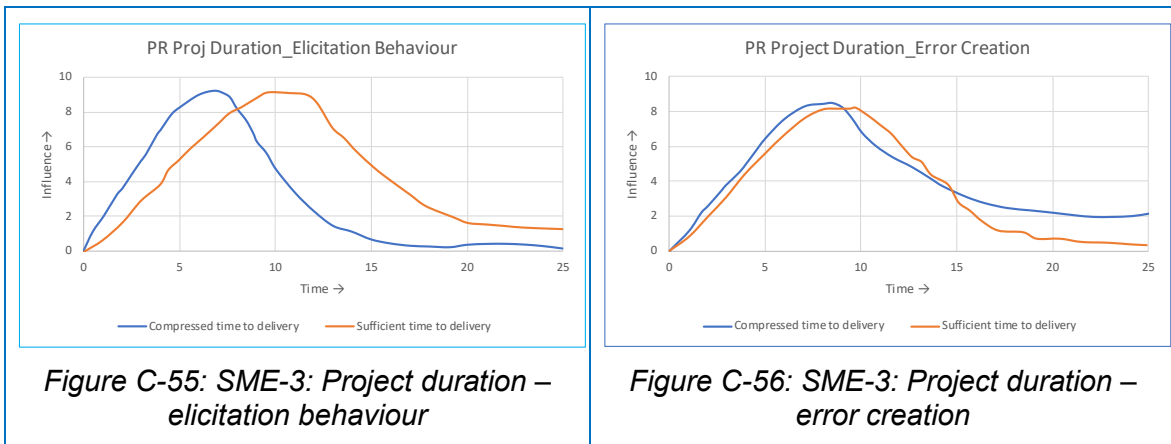 PR Proj Duration_Elicitation Behaviour
10
8
6
4
2
0
Influence →
0 5 10 15 20 25
Time →
Compressed time to delivery Sufficient time to delivery
Figure C-55: SME-3: Project duration –
elicitation behaviour
PR Project Duration_Error Creation
10
8
6
4
2
0
Influence →
0 5 10 15 20 25
Time →
Compressed time to delivery Sufficient time to delivery
Figure C-56: SME-3: Project duration –
error creation